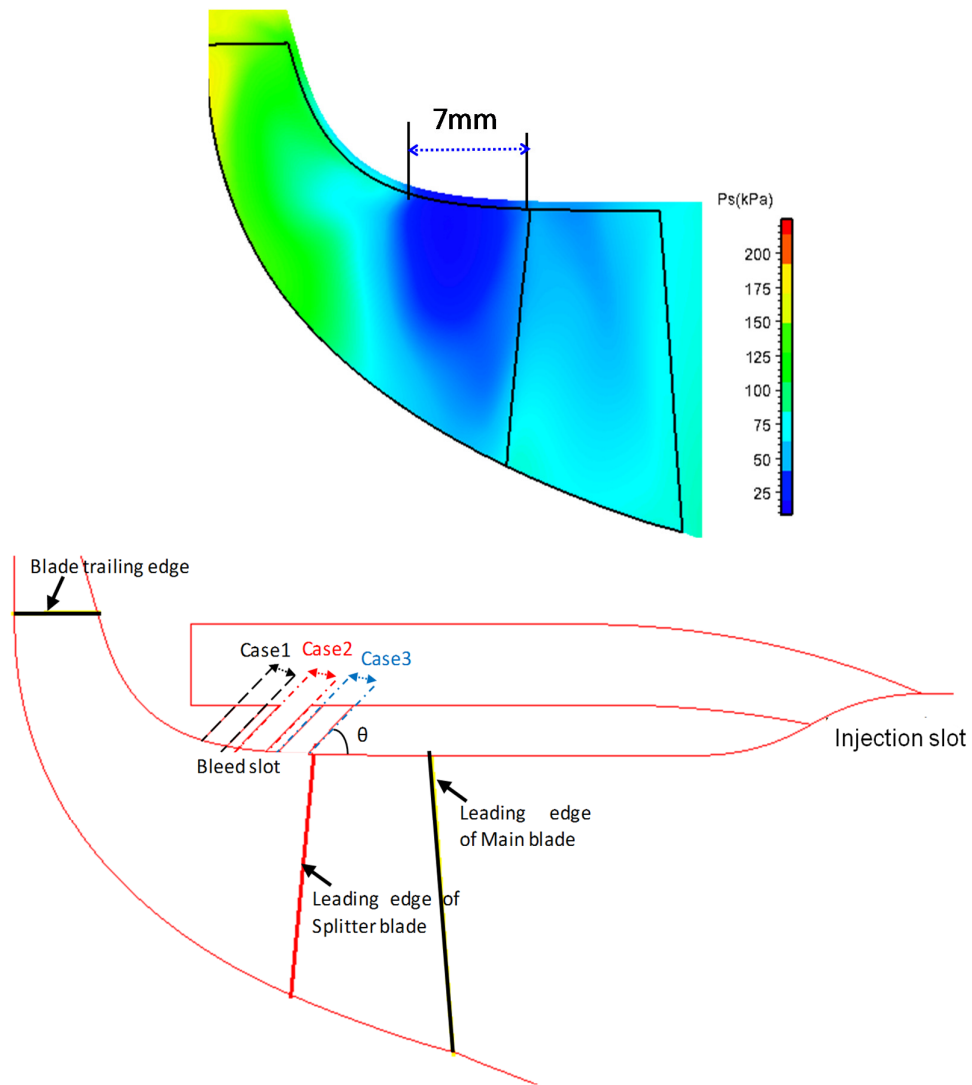 7mm
Ps(kPa)
200
175
150
125
100
75
50
25
Blade trailing edge
Case1
Case2
Case3
θ
Bleed slot
Injection slot
Leading edge
of Main blade
Leading edge of
Splitter blade